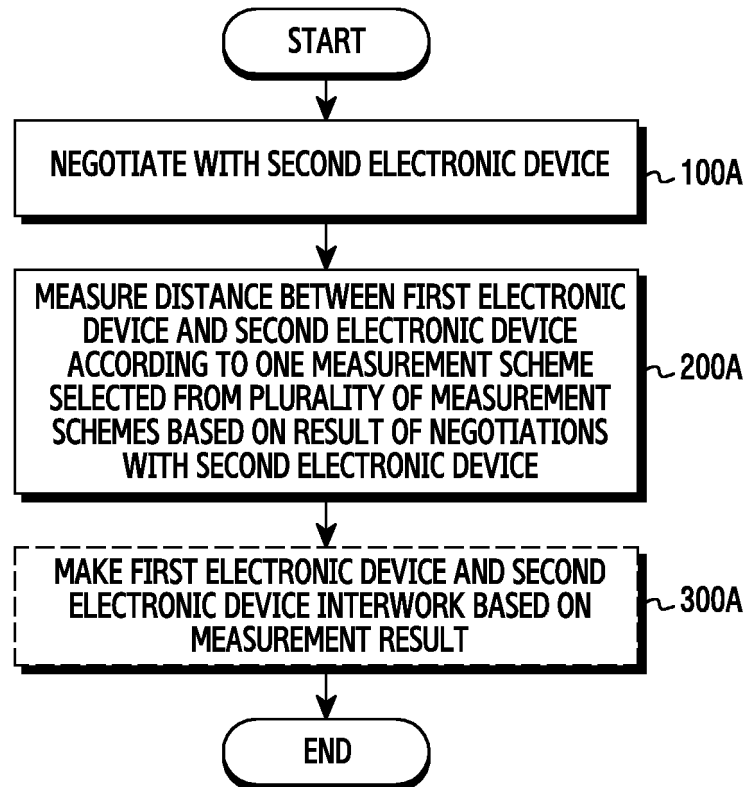 START
NEGOTIATE WITH SECOND ELECTRONIC DEVICE
100A
MEASURE DISTANCE BETWEEN FIRST ELECTRONIC
DEVICE AND SECOND ELECTRONIC DEVICE
ACCORDING TO ONE MEASUREMENT SCHEME
SELECTED FROM PLURALITY OF MEASUREMENT
SCHEMES BASED ON RESULT OF NEGOTIATIONS
WITH SECOND ELECTRONIC DEVICE
200A
MAKE FIRST ELECTRONIC DEVICE AND SECOND
ELECTRONIC DEVICE INTERWORK BASED ON
MEASUREMENT RESULT
300A
END